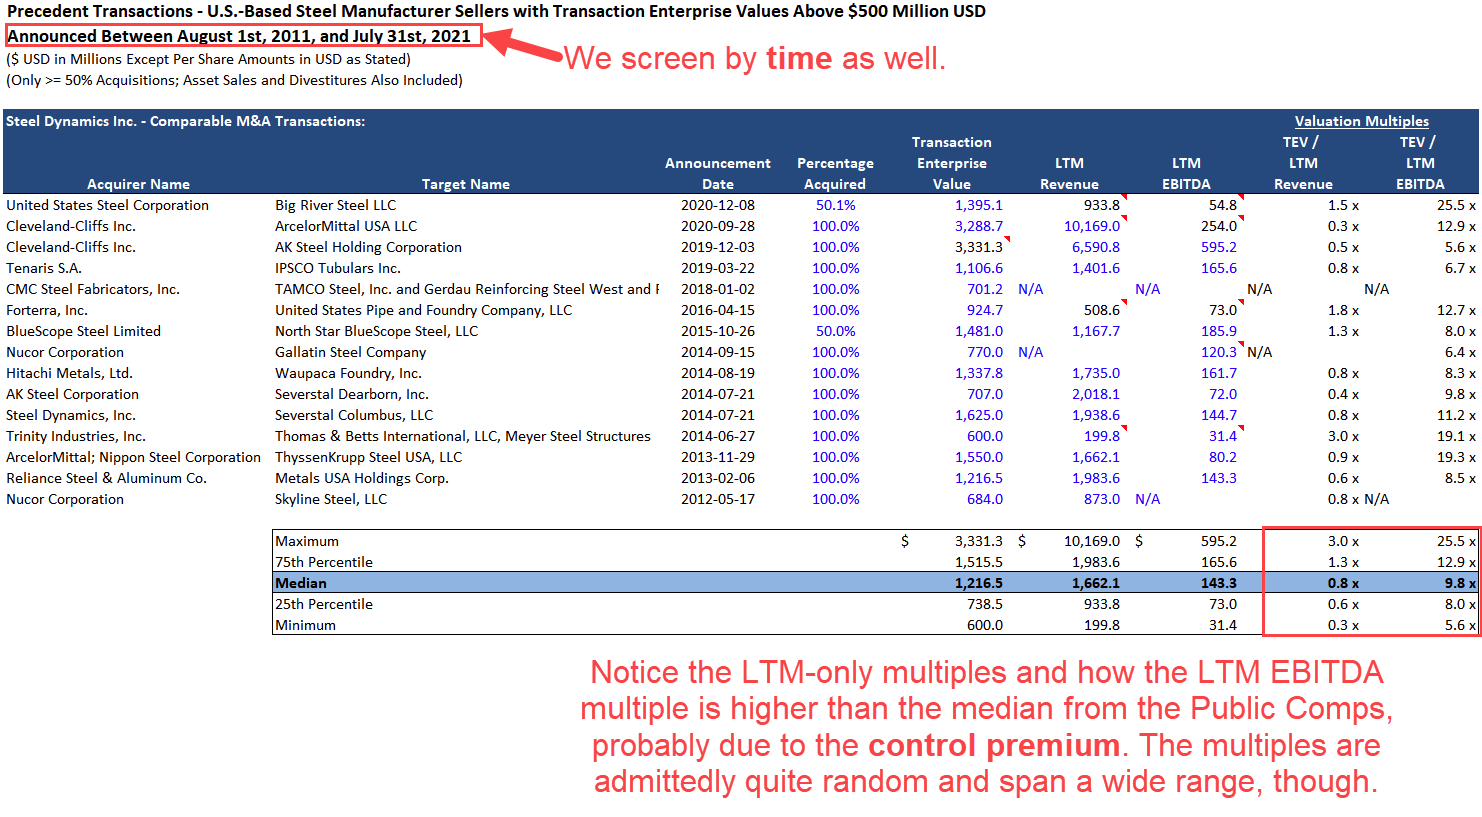 Precedent Transactions - U.S.-Based Steel Manufacturer Sellers with Transaction Enterprise Values Above $500 Million USD
Announced Between August 1st, 2011, and July 31st, 2021
We screen by time as well.
($ USD in Millions Except Per Share Amounts in USD as Stated)
(Only >= 50% Acquisitions; Asset Sales and Divestitures Also Included)
Steel Dynamics Inc. - Comparable M&A Transactions: Valuation Multiples
Transaction TEV / TEV /
Announcement Percentage Enterprise LTM LTM LTM LTM
Acquirer Name Target Name Date Acquired Value Revenue EBITDA Revenue EBITDA
United States Steel Corporation Big River Steel LLC 2020-12-08 50.1% 1,395.1 933.8 54.8 1.5 x 25.5 x
Cleveland-Cliffs Inc. ArcelorMittal USA LLC 2020-09-28 100.0% 3,288.7 10,169.0 254.0 0.3 x 12.9 x
Cleveland-Cliffs Inc. AK Steel Holding Corporation 2019-12-03 100.0% 3,331.3 6,590.8 595.2 0.5 x 5.6 x
Tenaris S.A. IPSCO Tubulars Inc. 2019-03-22 100.0% 1,106.6 1,401.6 165.6 0.8 x 6.7 x
CMC Steel Fabricators, Inc. TAMCO Steel, Inc. and Gerdau Reinforcing Steel West and 2018-01-02 100.0% 701.2 N/A N/A N/A N/A
Forterra, Inc. United States Pipe and Foundry Company, LLC 2016-04-15 100.0% 924.7 508.6 73.0 1.8 x 12.7 x
BlueScope Steel Limited North Star BlueScope Steel, LLC 2015-10-26 50.0% 1,481.0 1,167.7 185.9 1.3 x 8.0 x
Nucor Corporation Gallatin Steel Company 2014-09-15 100.0% 770.0 N/A 120.3 N/A 6.4 x
Hitachi Metals, Ltd. Waupaca Foundry, Inc. 2014-08-19 100.0% 1,337.8 1,735.0 161.7 0.8 x 8.3 x
AK Steel Corporation Severstal Dearborn, Inc. 2014-07-21 100.0% 707.0 2,018.1 72.0 0.4 x 9.8 x
Steel Dynamics, Inc. Severstal Columbus, LLC 2014-07-21 100.0% 1,625.0 1,938.6 144.7 0.8 x 11.2 x
Trinity Industries, Inc. Thomas & Betts International, LLC, Meyer Steel Structures 2014-06-27 100.0% 600.0 199.8 31.4 3.0 x 19.1 x
ArcelorMittal; Nippon Steel Corporation ThyssenKrupp Steel USA, LLC 2013-11-29 100.0% 1,550.0 1,662.1 80.2 0.9 x 19.3 x
Reliance Steel & Aluminum Co. Metals USA Holdings Corp. 2013-02-06 100.0% 1,216.5 1,983.6 143.3 0.6 x 8.5 x
Nucor Corporation Skyline Steel, LLC 2012-05-17 100.0% 684.0 873.0 N/A 0.8 x N/A
Maximum $ 3,331.3 $ 10,169.0 $ 595.2 3.0 x 25.5 x
75th Percentile 1,515.5 1,983.6 165.6 1.3 x 12.9 x
Median 1,216.5 1,662.1 143.3 0.8 x 9.8 x
25th Percentile 738.5 933.8 73.0 0.6 x 8.0 x
Minimum 600.0 199.8 31.4 0.3 x 5.6 x
Notice the LTM-only multiples and how the LTM EBITDA
multiple is higher than the median from the Public Comps,
probably due to the control premium. The multiples are
admittedly quite random and span a wide range, though.